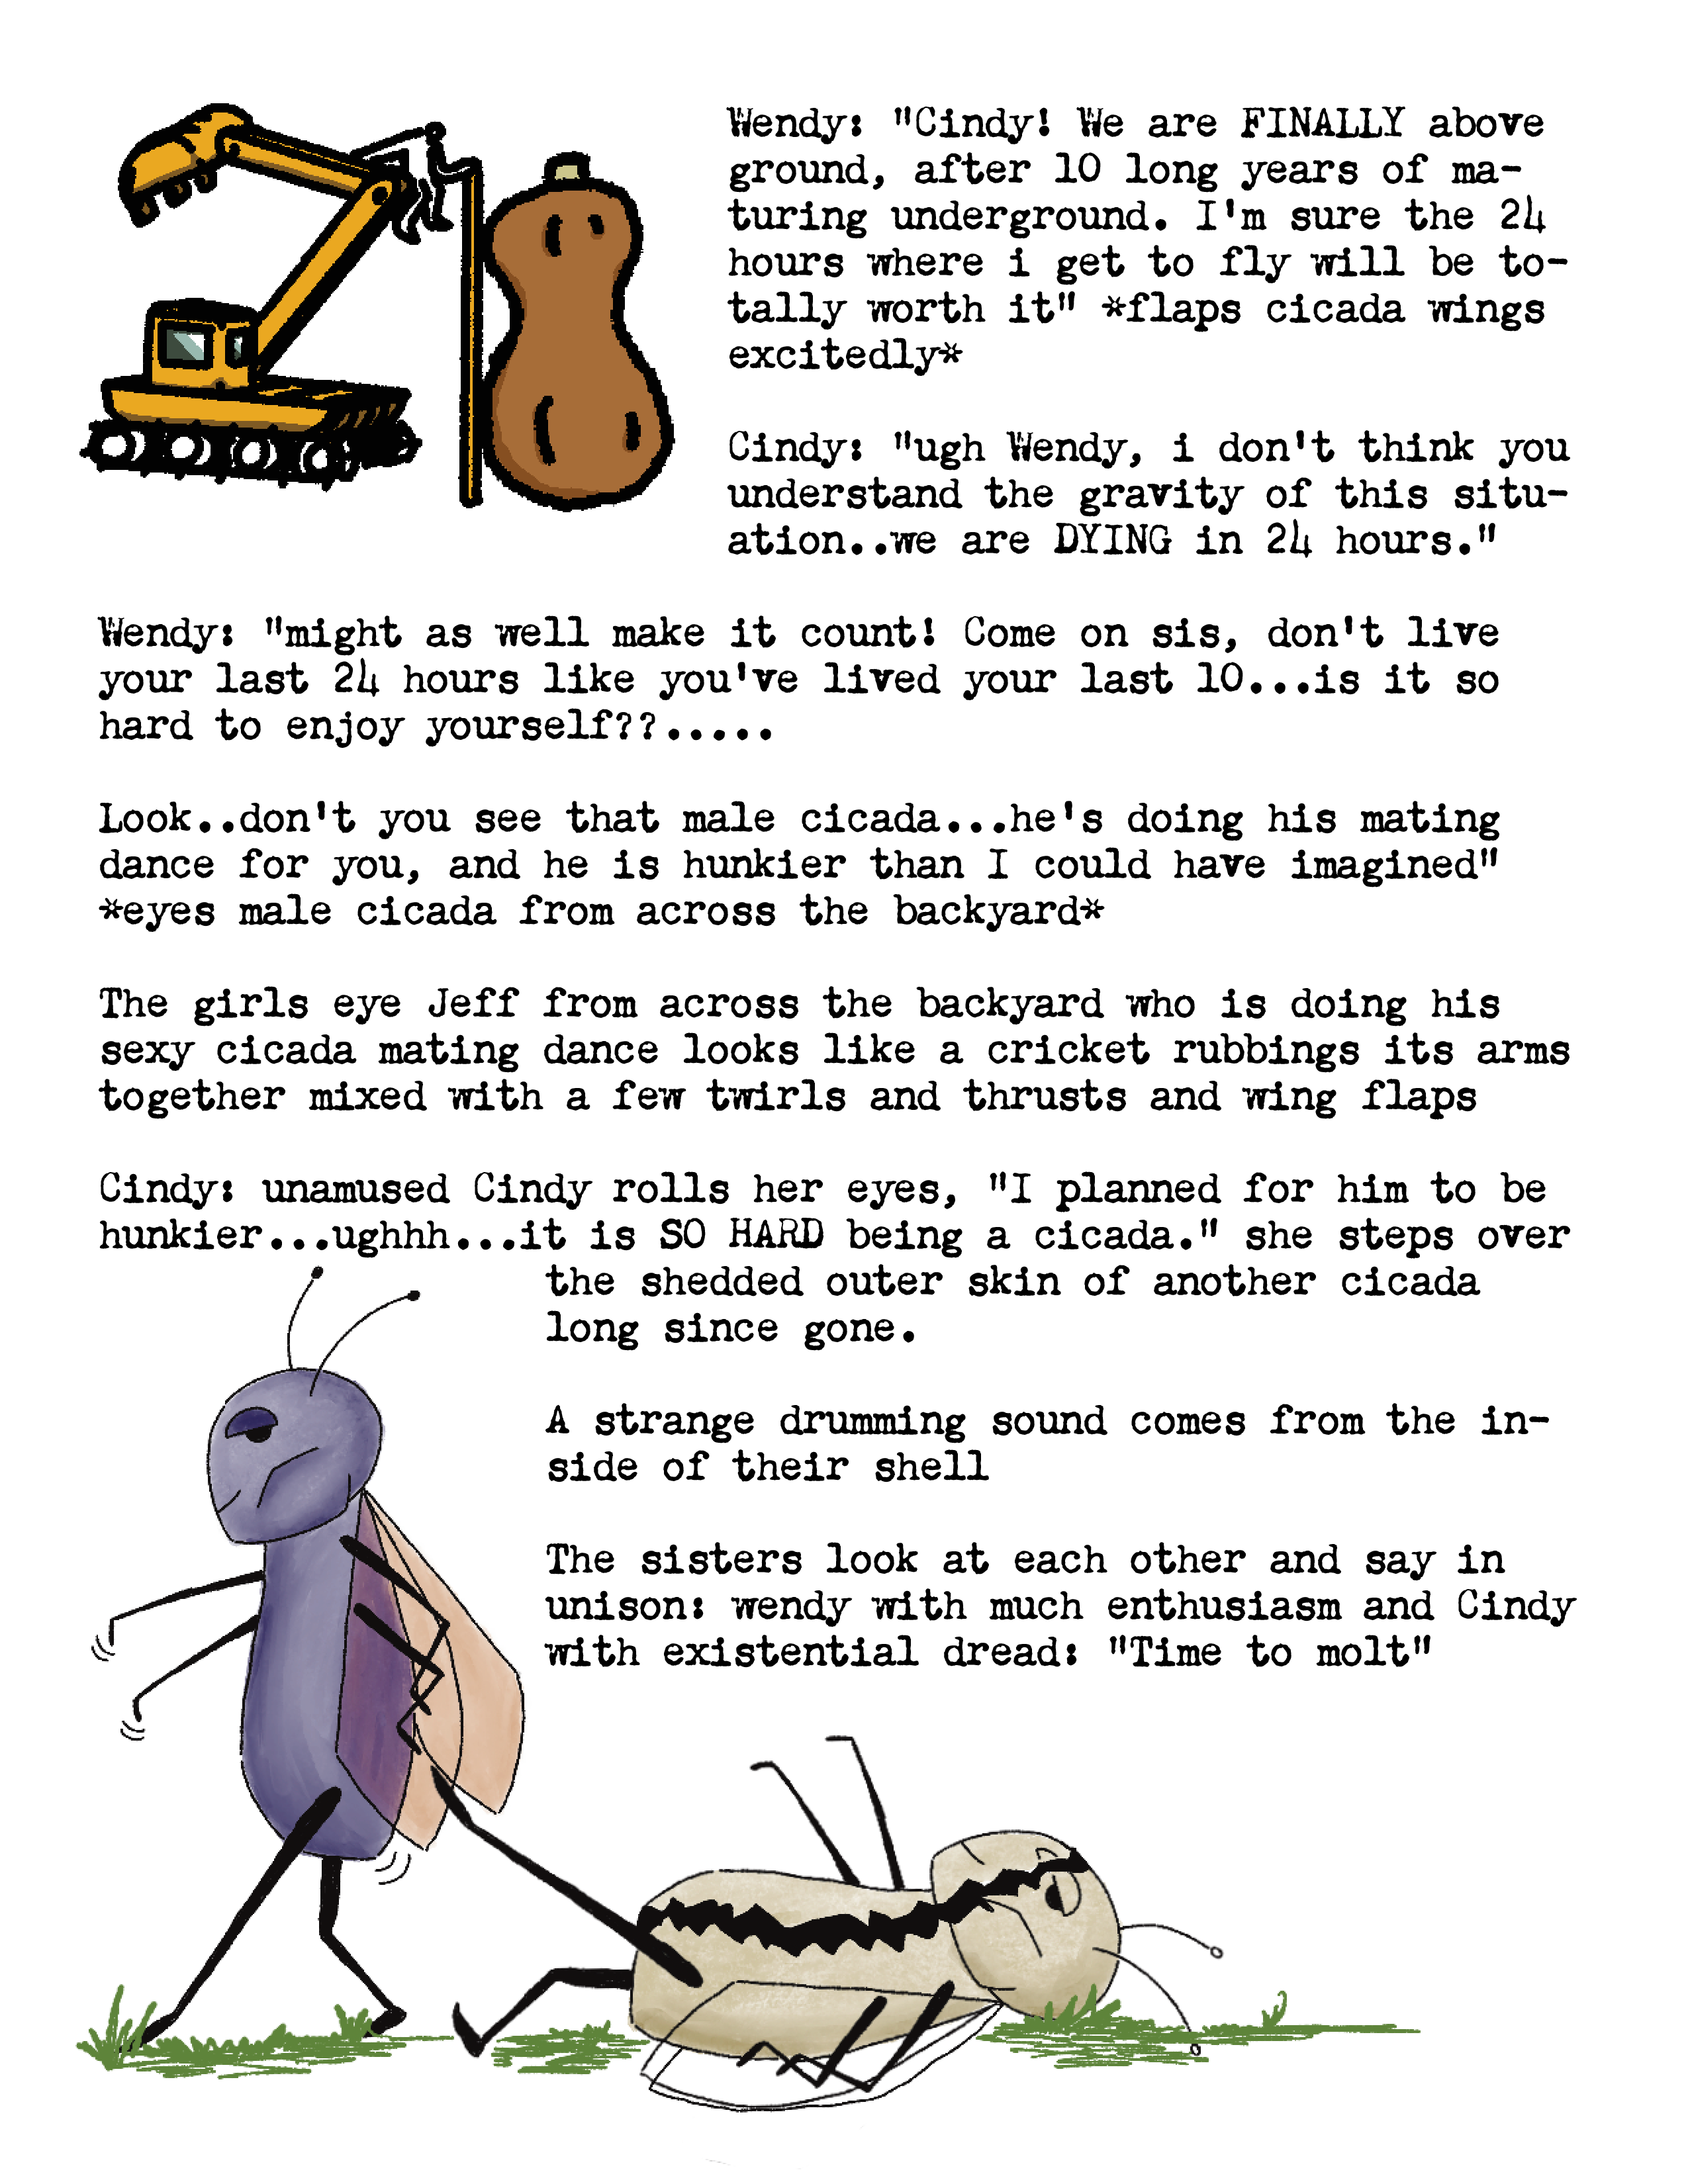 Wendy: "Cindy! We are FINALLY above
ground, after 10 long years of ma-
turing underground. I'm sure the 24
hours where i get to fly will be to-
tally worth it" *flaps cicada wings
excitedly*
Cindy: "ugh Wendy, i don't think you
understand the gravity of this situ-
ation..we are DYING in 24 hours."
Wendy: "might as well make it count! Come on sis, don't live
your last 24 hours like you've lived your last 10...is it so
hard to enjoy yourself??.....
Look..don't you see that male cicada...he's doing his mating
dance for you, and he is hunkier than I could have imagined"
*eyes male cicada from across the backyard*
The girls eye Jeff from across the backyard who is doing his
sexy cicada mating dance looks like a cricket rubbings its arms
together mixed with a few twirls and thrusts and wing flaps
Cindy: unamused Cindy rolls her eyes, "I planned for him to be
hunkier...ughhh...it is SO HARD being a cicada." she steps over
the shedded outer skin of another cicada
long since gone.
A strange drumming sound comes from the in-
side of their shell
The sisters look at each other and say in
unison: wendy with much enthusiasm and Cindy
with existential dread: "Time to molt"